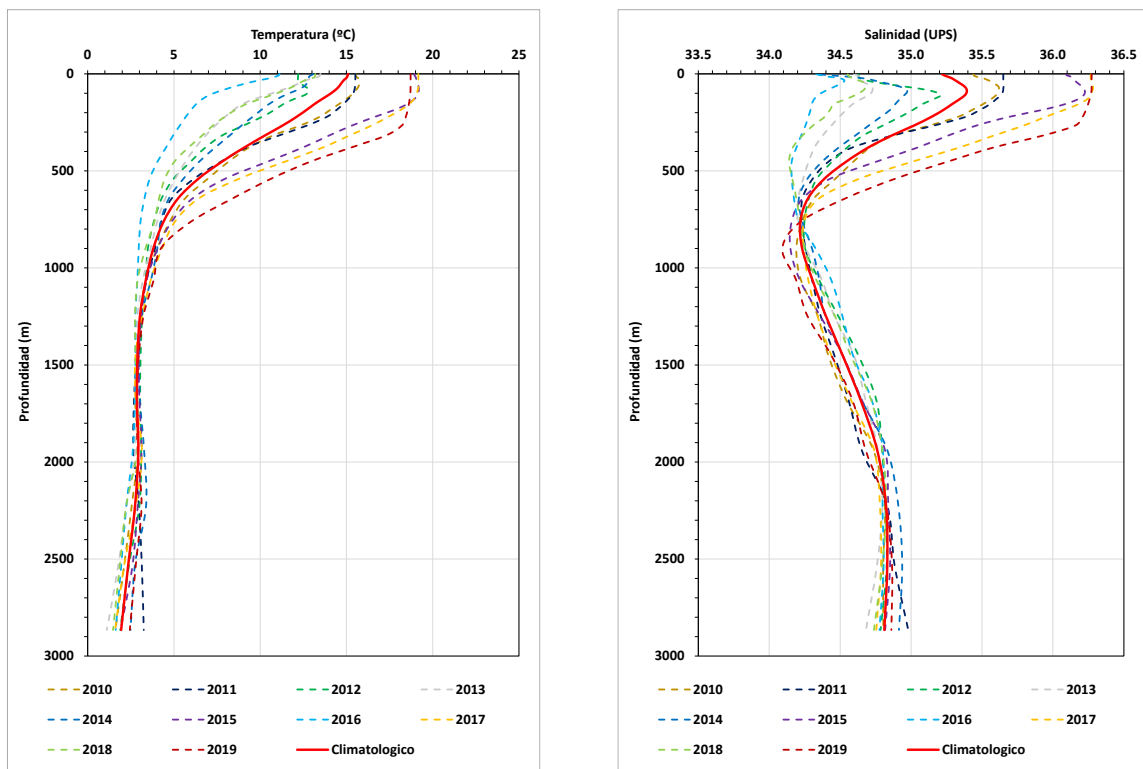 Temperatura (ºC)
0 5 10 15 20 25
0
500
1000
1500
2000
2500
3000
Profundidad (m)
2010 2011 2012 2013
2014 2015 2016 2017
2018 2019 Climatologico
Salinidad (UPS)
33.5 34.0 34.5 35.0 35.5 36.0 36.5
0
500
1000
1500
2000
2500
3000
Profundidad (m)
2010 2011 2012 2013
2014 2015 2016 2017
2018 2019 Climatologico